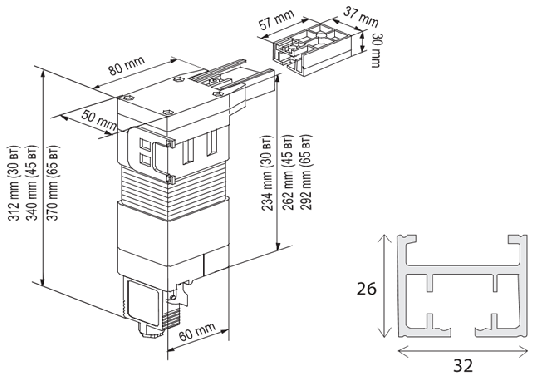 57 mm
37 mm
30 mm
80 mm
50 mm
312 mm (30 вт)
340 mm (45 вт)
370 mm (65 вт)
234 mm (30 вт)
262 mm (45 вт)
292 mm (65 вт)
60 mm
26
32